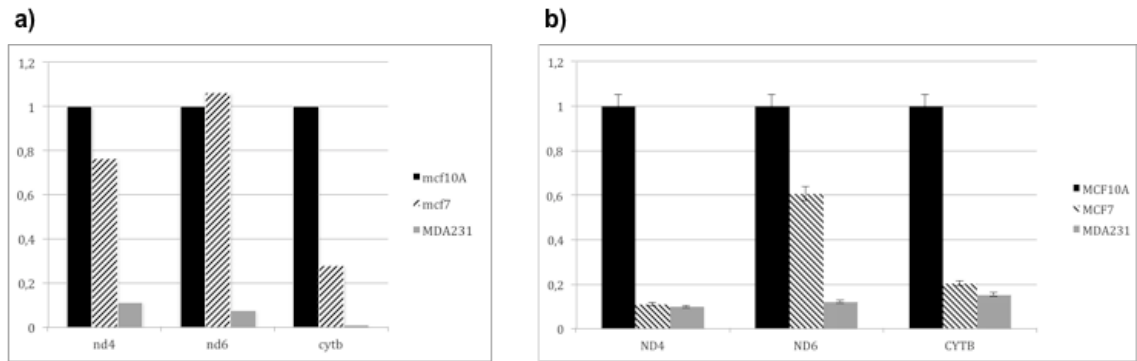 a)
1,2
1
0,8
0,6
0,4
0,2
0
nd4 nd6 cytb
mcf10A
mcf7
MDA231
b)
1,2
1
0,8
0,6
0,4
0,2
0
ND4 ND6 CYTB
MCF10A
MCF7
MDA231